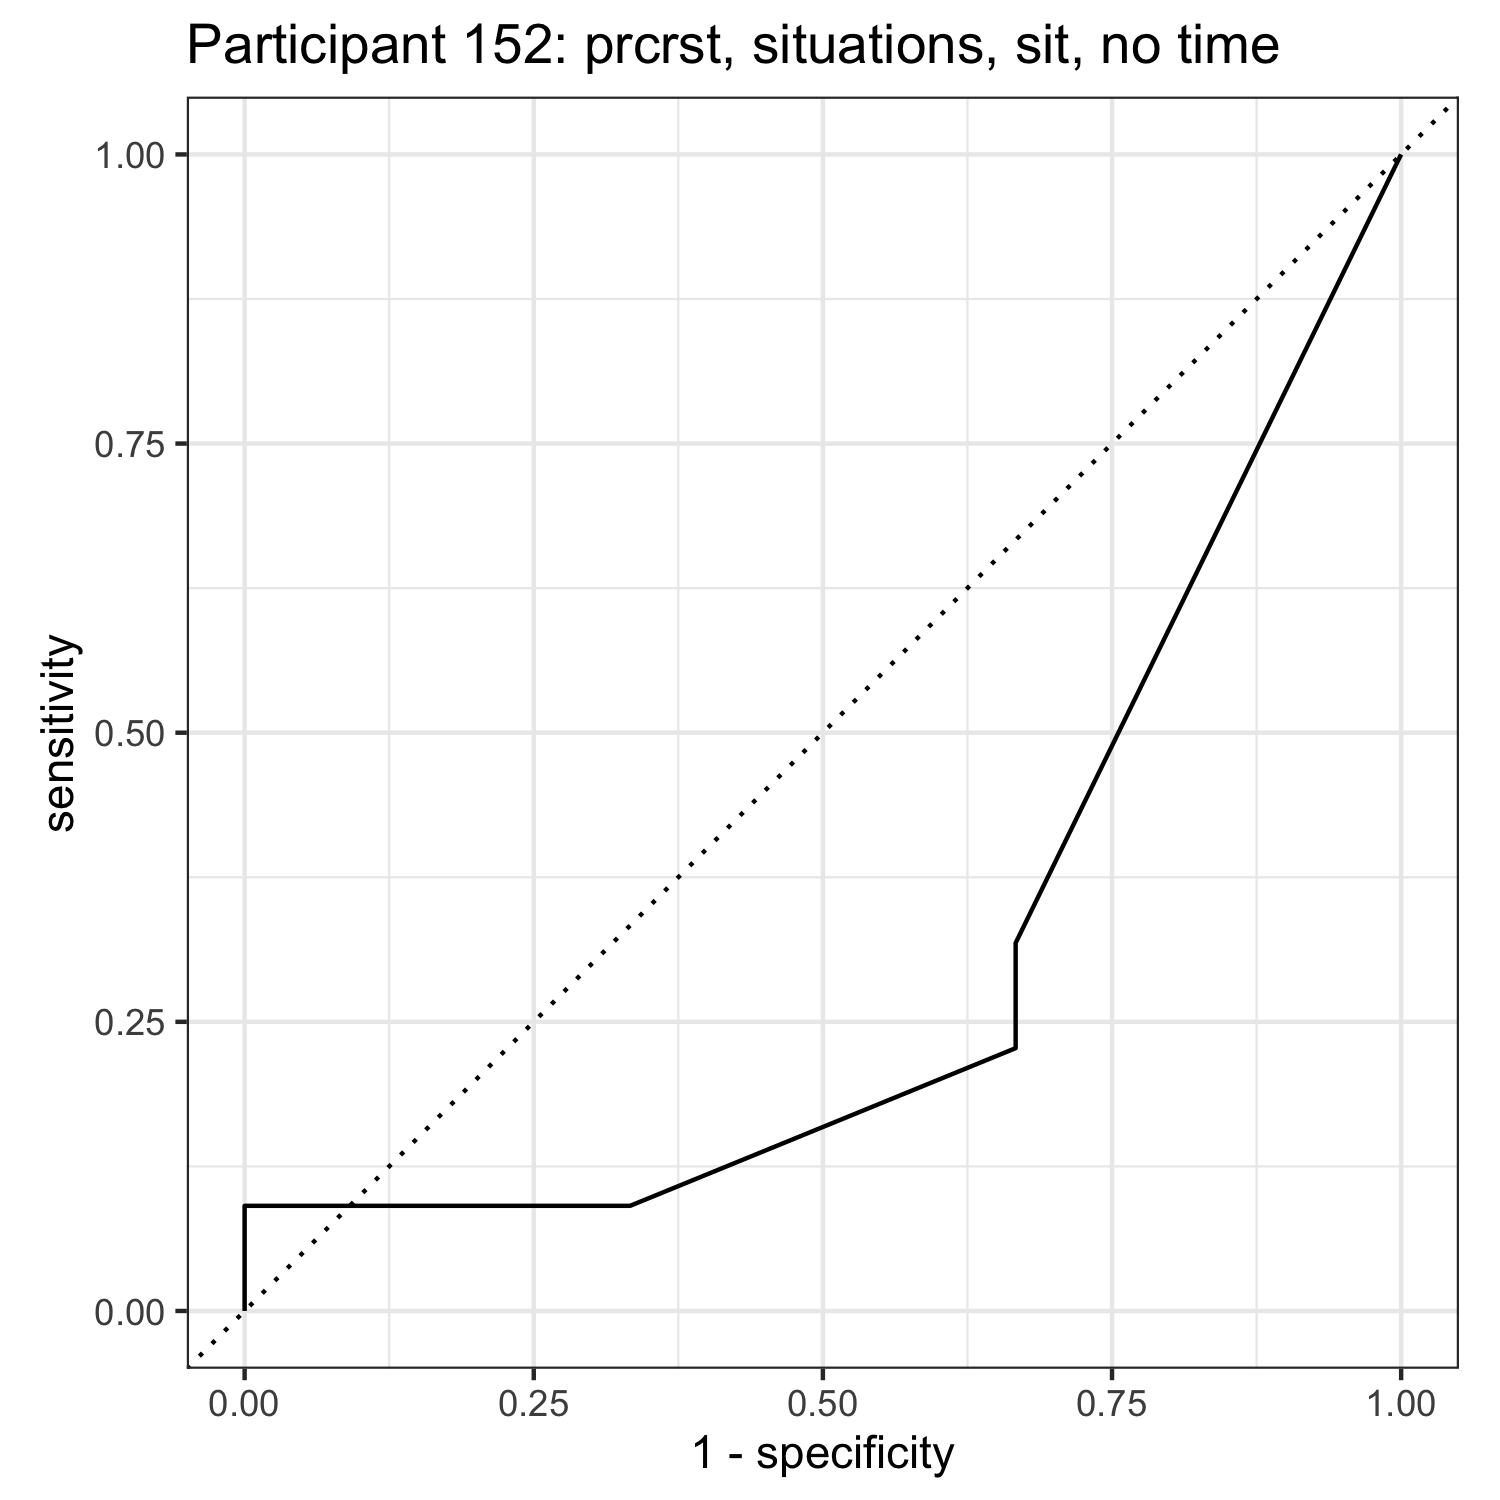 Participant 152: prcrst, situations, sit, no time
1.00
0.75
0.50
0.25
0.00
sensitivity
0.00 0.25 0.50 0.75 1.00
1 - specificity